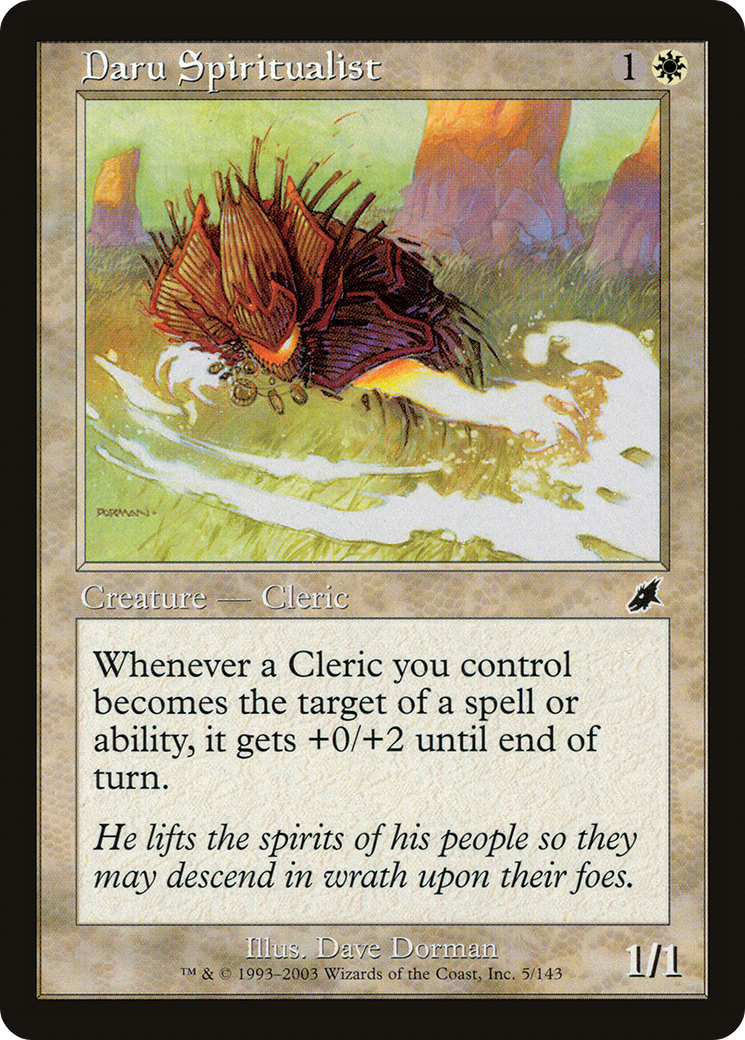 Daru Spiritualist 1
DORMAN
Creature — Cleric
Whenever a Cleric you control
becomes the target of a spell or
ability, it gets +0/+2 until end of
turn.
He lifts the spirits of his people so they
may descend in wrath upon their foes.
Illus. Dave Dorman
™ & © 1993–2003 Wizards of the Coast, Inc. 5/143
1/1